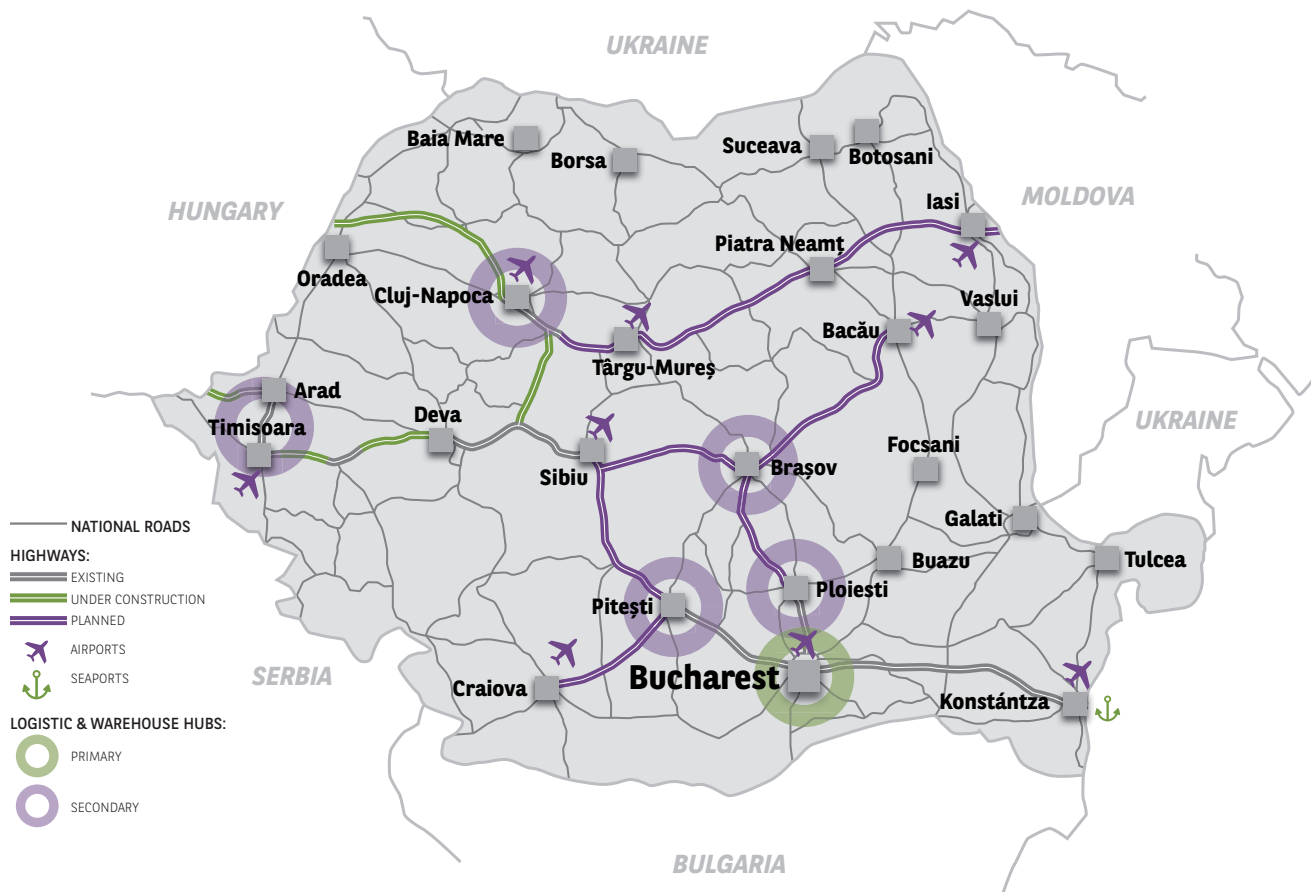 UKRAINE
Baia Mare
Borsa
Suceava
Botosani
HUNGARY
MOLDOVA
Iasi
Piatra Neamț
Oradea
Cluj-Napoca
Vaslui
Bacău
Târgu-Mureș
Arad
Deva
Timisoara
UKRAINE
Focsani
Sibiu
Brașov
Galati
NATIONAL ROADS
HIGHWAYS:
EXISTING
UNDER CONSTRUCTION
PLANNED
AIRPORTS
SEAPORTS
LOGISTIC & WAREHOUSE HUBS:
PRIMARY
SECONDARY
Buazu
Tulcea
Ploiesti
Pitești
SERBIA
Bucharest
Craiova
Konstántza
BULGARIA